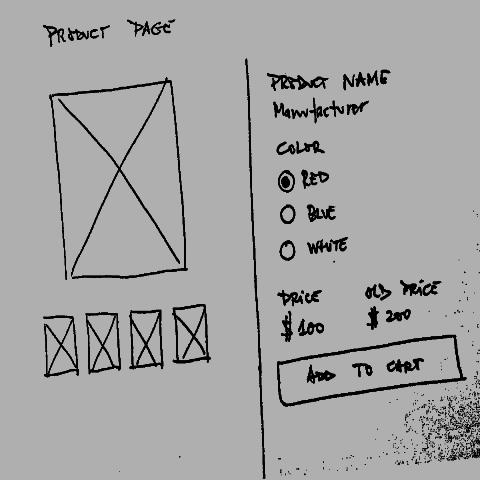 PRODUCT PAGE
PRODUCT NAME
Manufacturer
COLOR
RED
BLUE
WHITE
PRICE OLD PRICE
$100 $200
ADD TO CART